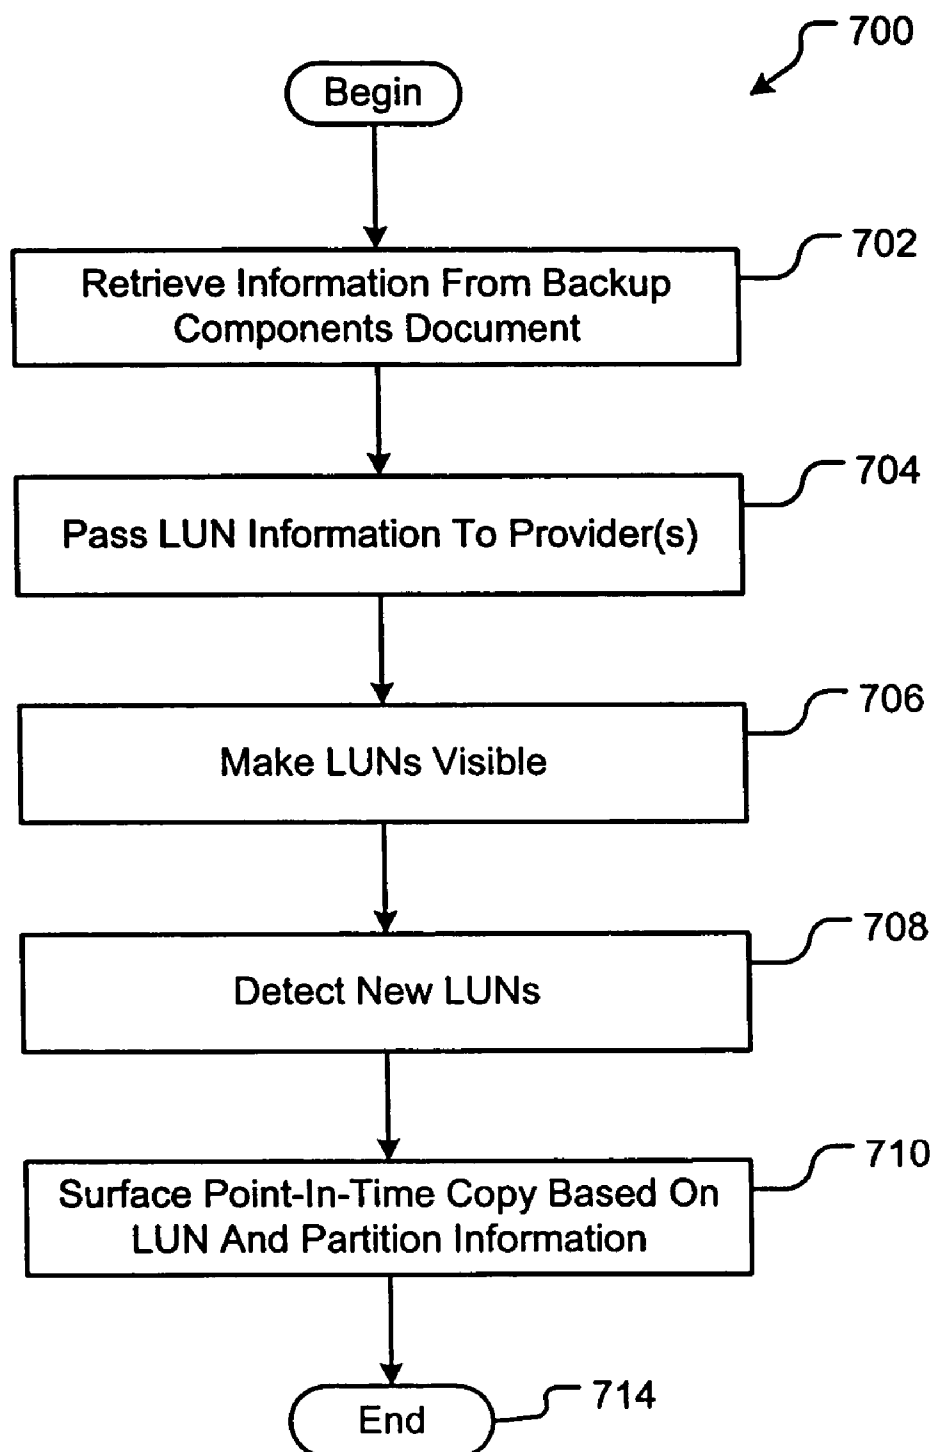 700
Begin
702
Retrieve Information From Backup
Components Document
704
Pass LUN Information To Provider(s)
706
Make LUNs Visible
708
Detect New LUNs
710
Surface Point-In-Time Copy Based On
LUN And Partition Information
714
End